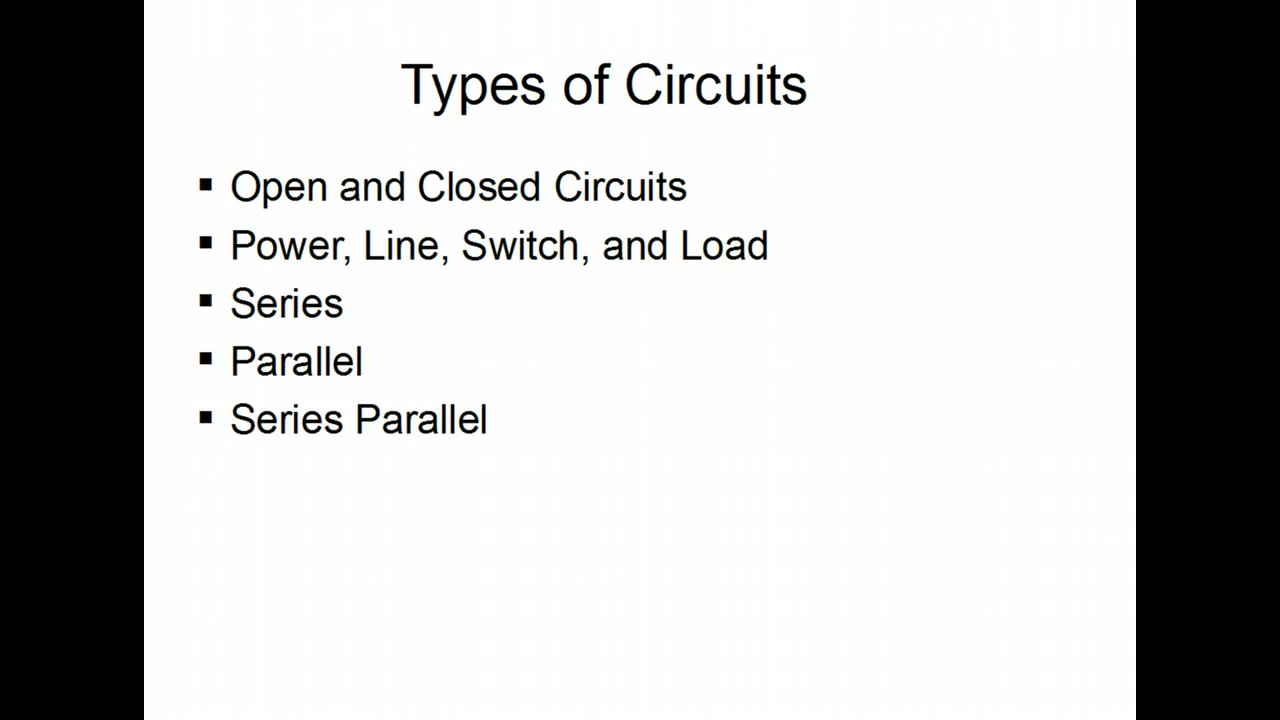 Types of Circuits
▪ Open and Closed Circuits
▪ Power, Line, Switch, and Load
▪ Series
▪ Parallel
▪ Series Parallel